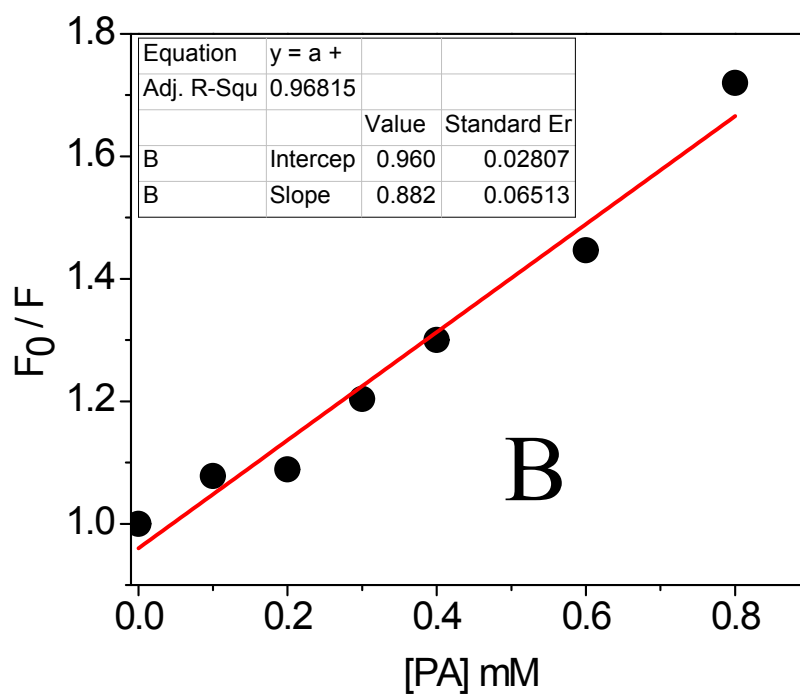 1.8
1.6
1.4
1.2
1.0
F0 / F
Equation y = a +
Adj. R-Squ 0.96815
Value Standard Er
B Intercep 0.960 0.02807
B Slope 0.882 0.06513
B
0.0 0.2 0.4 0.6 0.8
[PA] mM